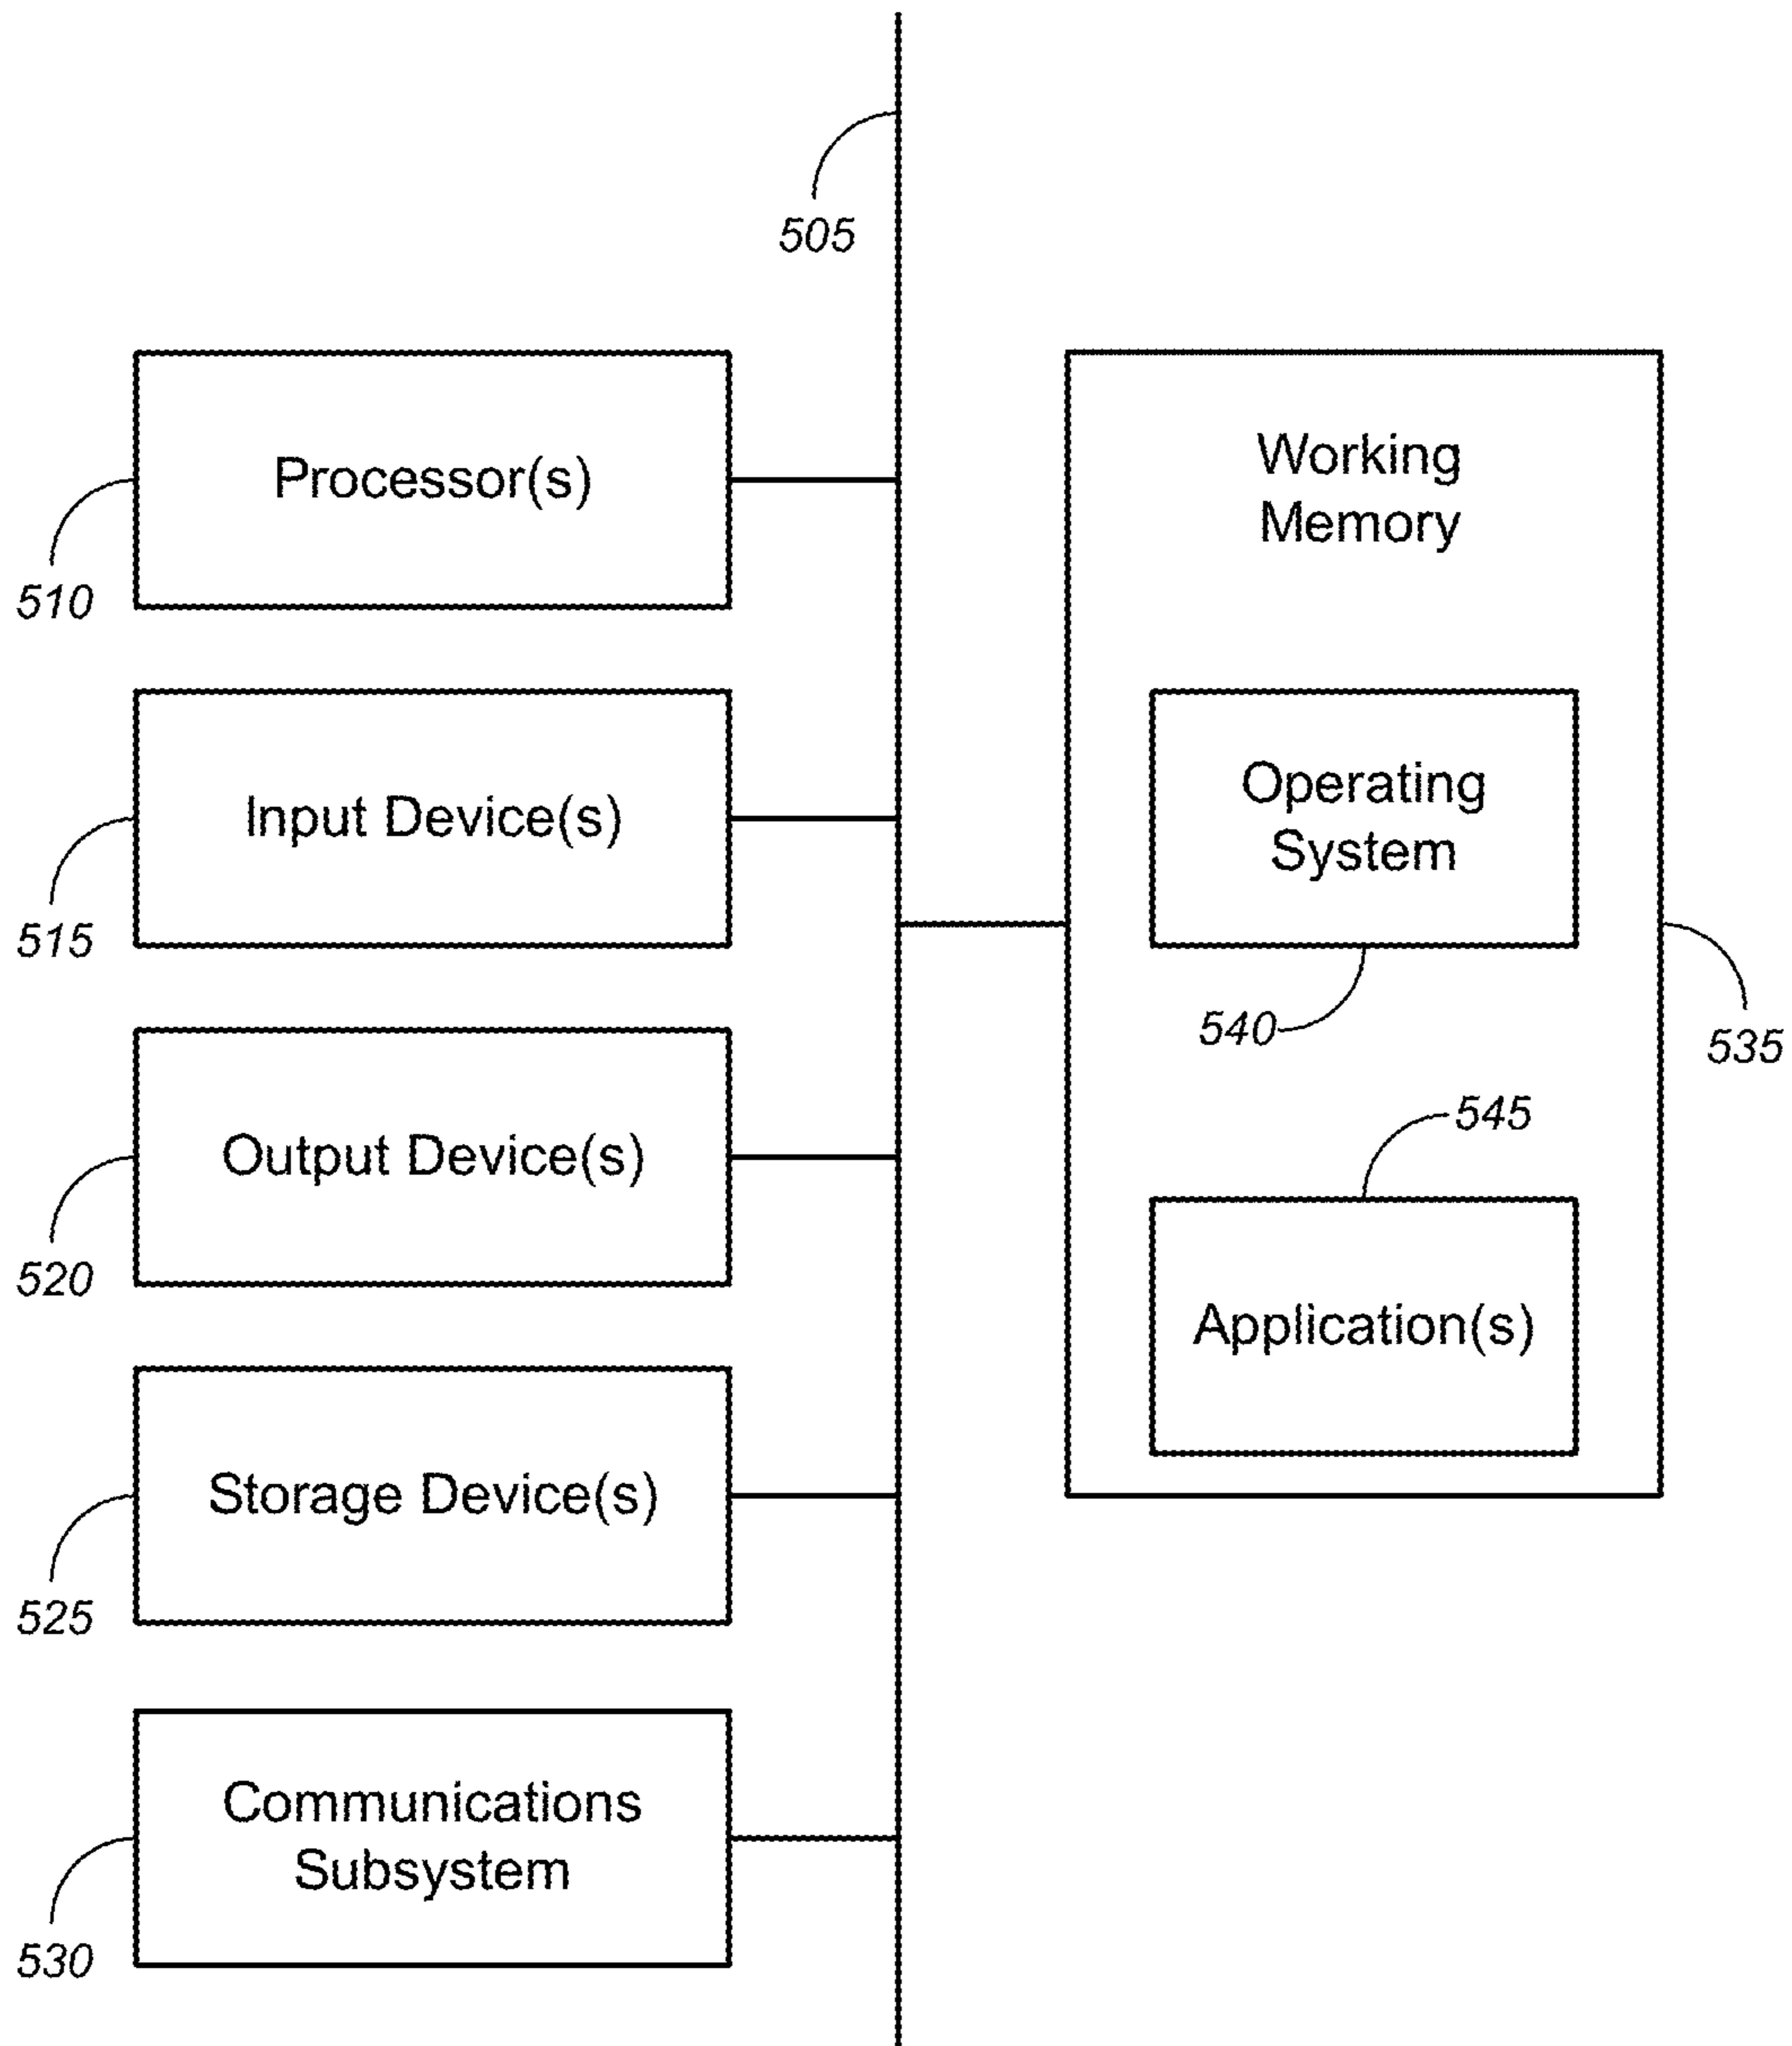 505
Processor(s)
510
Input Device(s)
515
Output Device(s)
520
Storage Device(s)
525
Communications
Subsystem
530
Working
Memory
Operating
System
540
535
545
Application(s)